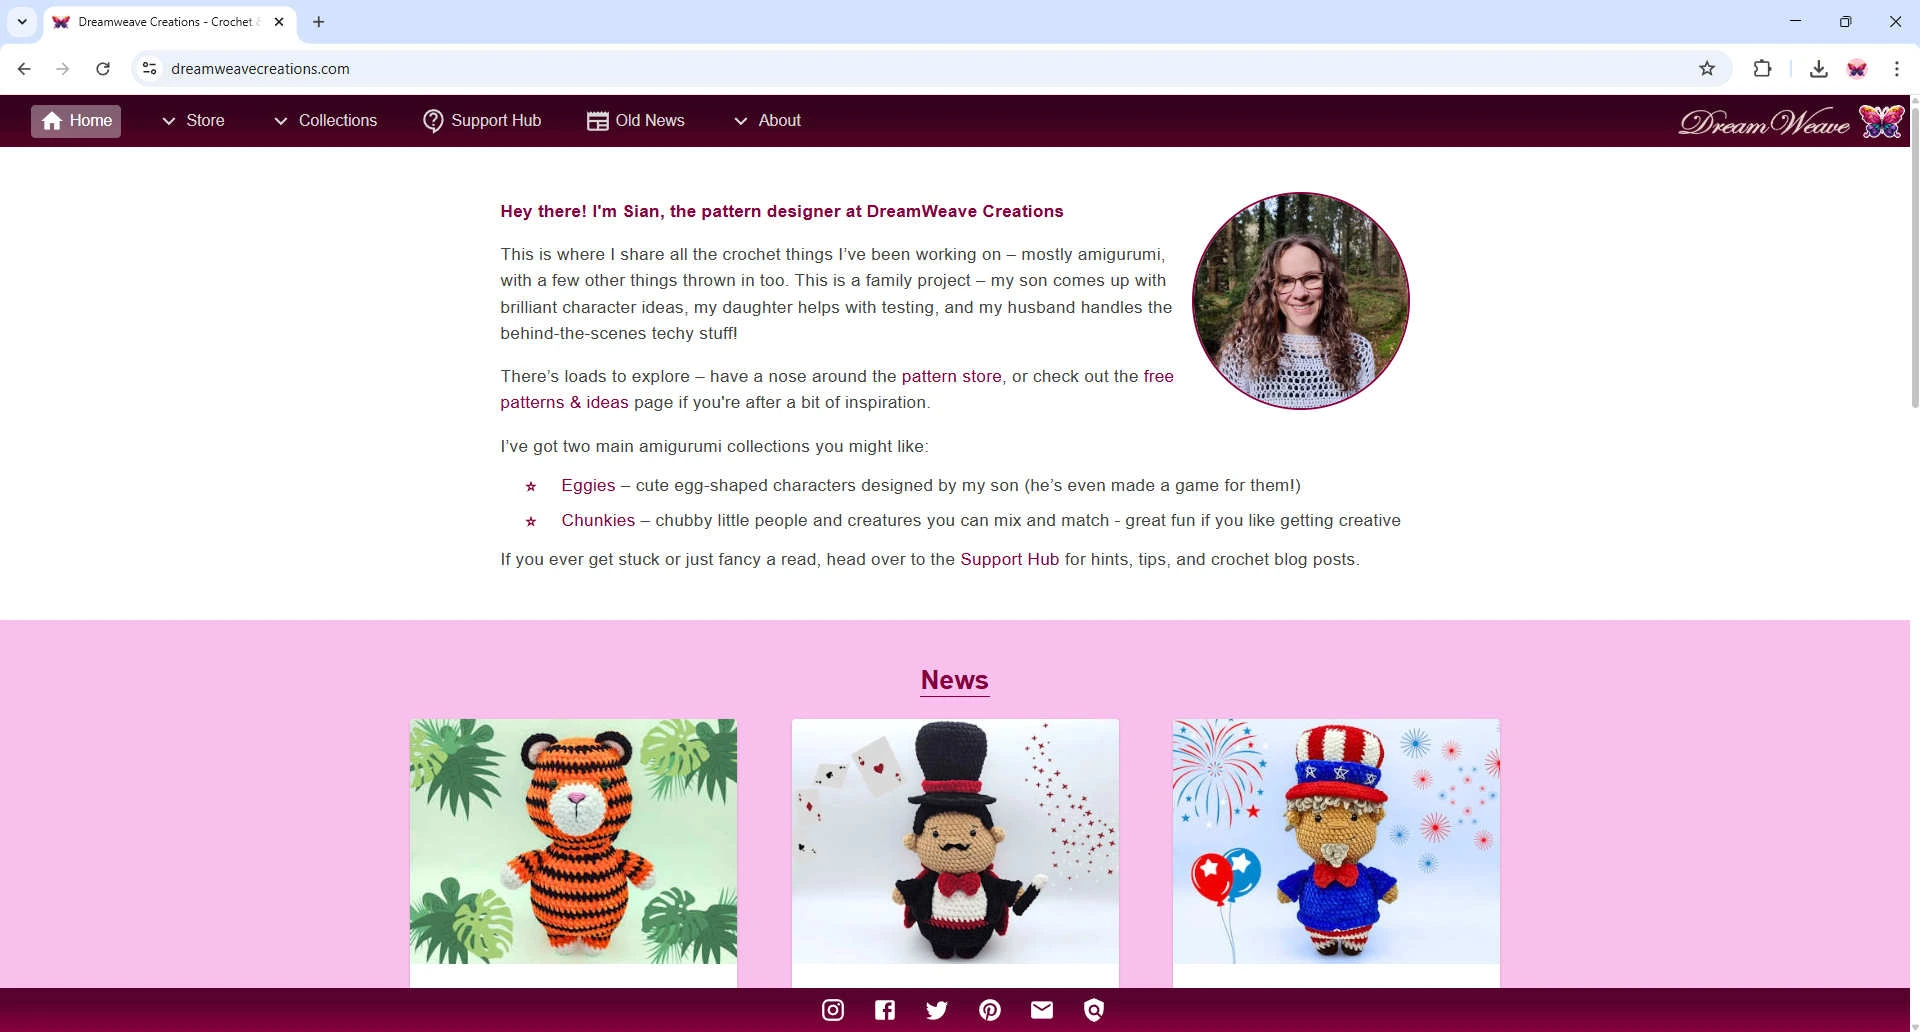 Dreamweave Creations - Crochet
dreamweavecreations.com
Home
Store
Collections
Support Hub
Old News
About
DreamWeave
Hey there! I'm Sian, the pattern designer at DreamWeave Creations
This is where I share all the crochet things I've been working on – mostly amigurumi,
with a few other things thrown in too. This is a family project – my son comes up with
brilliant character ideas, my daughter helps with testing, and my husband handles the
behind-the-scenes techy stuff!
There's loads to explore – have a nose around the pattern store, or check out the free
patterns & ideas page if you're after a bit of inspiration.
I've got two main amigurumi collections you might like:
Eggies – cute egg-shaped characters designed by my son (he's even made a game for them!)
Chunkies – chubby little people and creatures you can mix and match - great fun if you like getting creative
If you ever get stuck or just fancy a read, head over to the Support Hub for hints, tips, and crochet blog posts.
News